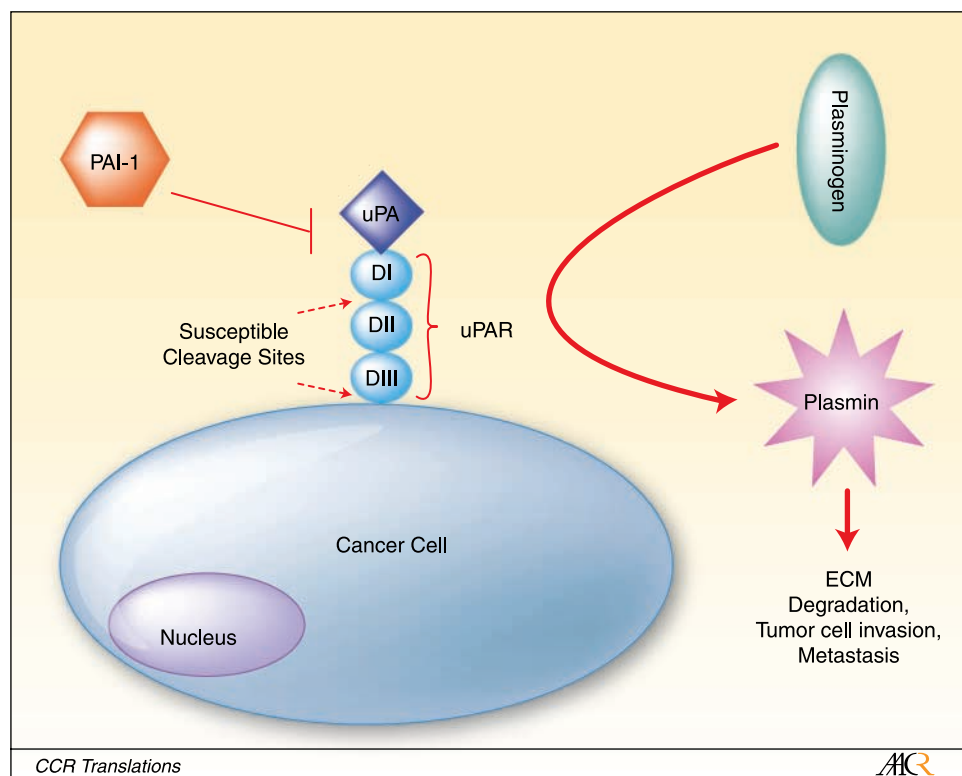 PAI-1
uPA
DI
DII
DIII
Susceptible
Cleavage Sites
uPAR
Plasminogen
Plasmin
ECM
Degradation,
Tumor cell invasion,
Metastasis
Cancer Cell
Nucleus
CCR Translations
AACR